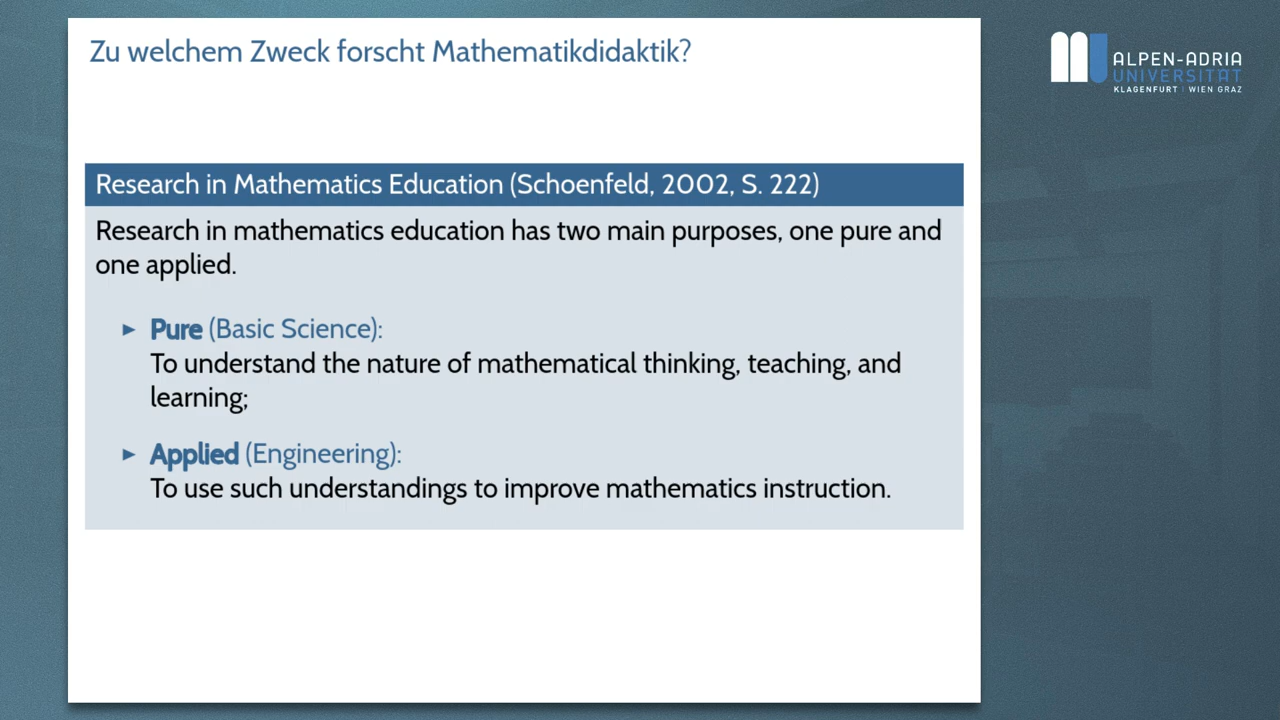 Zu welchem Zweck forscht Mathematikdidaktik?
ALPEN-ADRIA
UNIVERSITÄT
KLAGENFURT | WIEN GRAZ
Research in Mathematics Education (Schoenfeld, 2002, S. 222)
Research in mathematics education has two main purposes, one pure and
one applied.
► Pure (Basic Science):
To understand the nature of mathematical thinking, teaching, and
learning;
► Applied (Engineering):
To use such understandings to improve mathematics instruction.